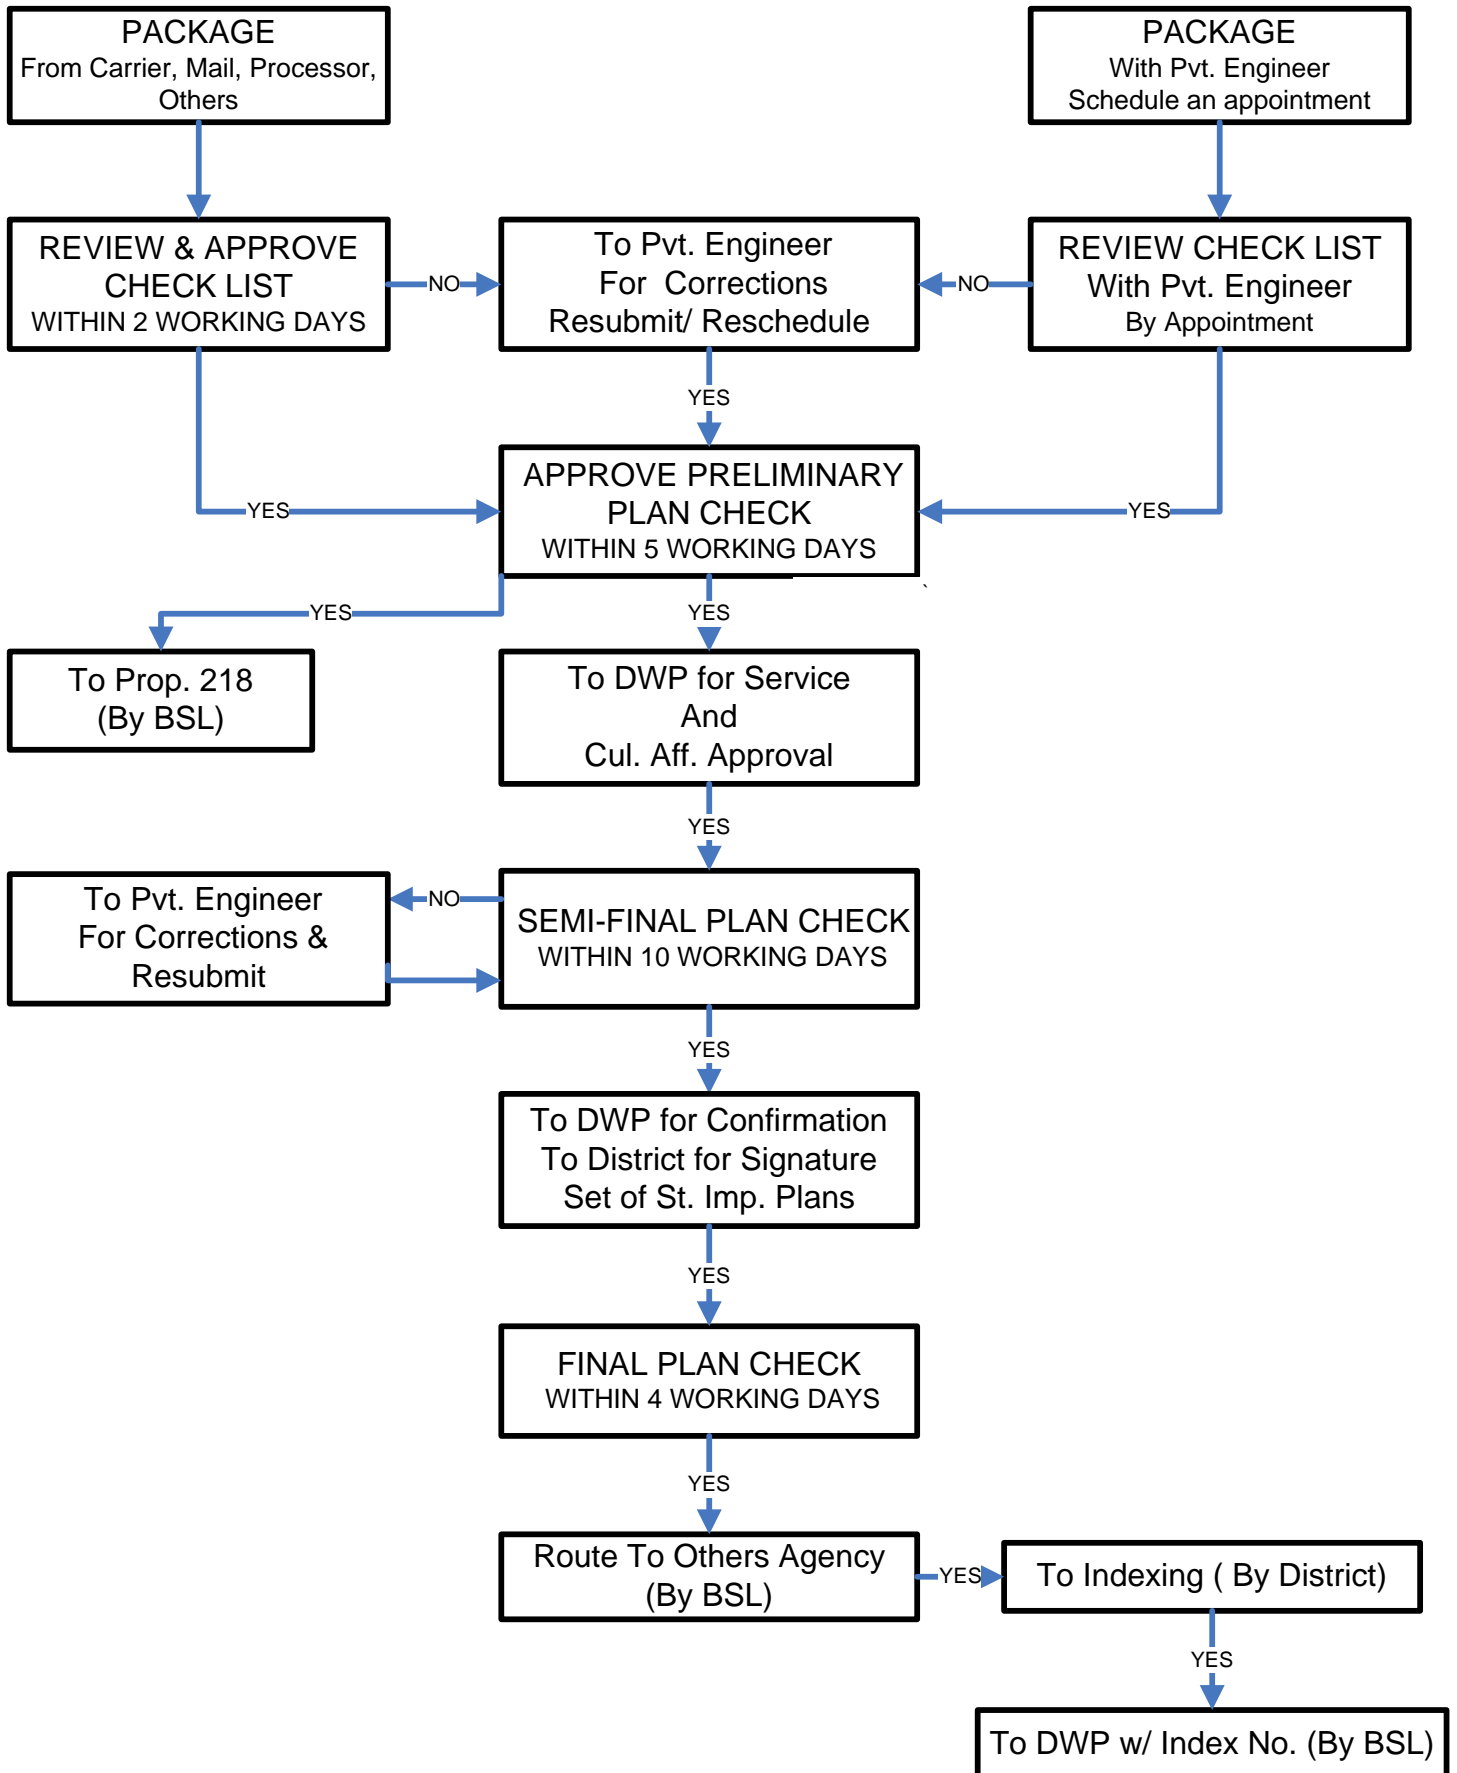 PACKAGE
From Carrier, Mail, Processor,
Others
PACKAGE
With Pvt. Engineer
Schedule an appointment
REVIEW & APPROVE
CHECK LIST
WITHIN 2 WORKING DAYS
NO
To Pvt. Engineer
For Corrections
Resubmit/ Reschedule
NO
REVIEW CHECK LIST
With Pvt. Engineer
By Appointment
YES
APPROVE PRELIMINARY
PLAN CHECK
WITHIN 5 WORKING DAYS
YES
YES
`
YES
YES
To Prop. 218
(By BSL)
To DWP for Service
And
Cul. Aff. Approval
YES
To Pvt. Engineer
For Corrections &
Resubmit
NO
SEMI-FINAL PLAN CHECK
WITHIN 10 WORKING DAYS
YES
To DWP for Confirmation
To District for Signature
Set of St. Imp. Plans
YES
FINAL PLAN CHECK
WITHIN 4 WORKING DAYS
YES
Route To Others Agency
(By BSL)
YES
To Indexing ( By District)
YES
To DWP w/ Index No. (By BSL)